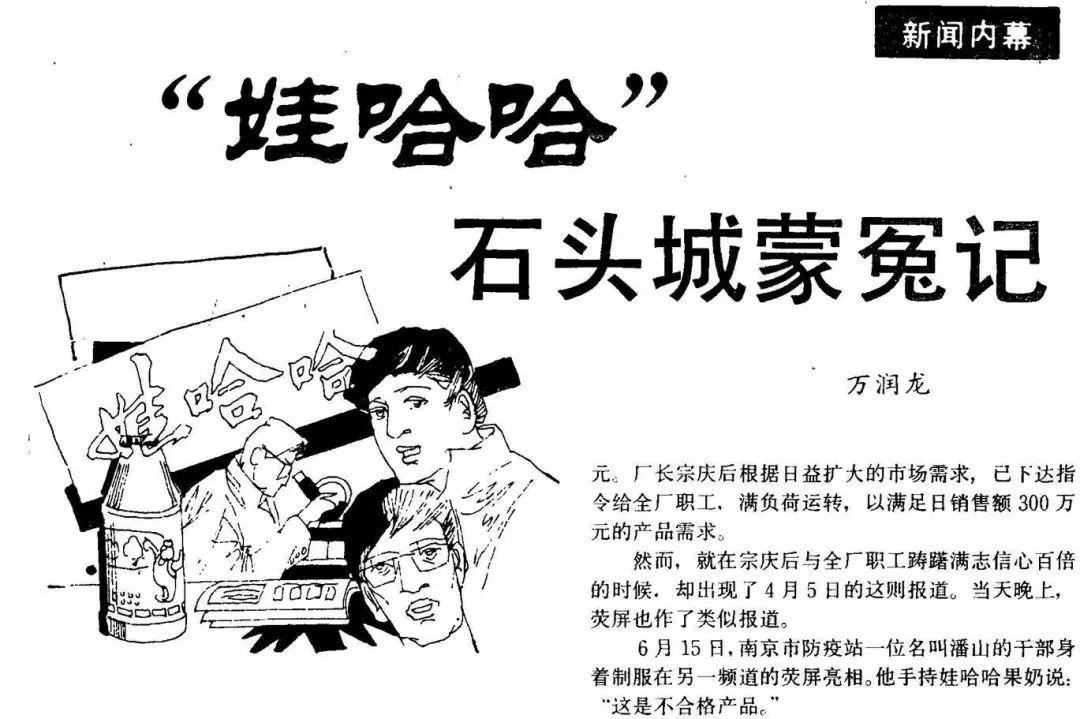 新闻内幕
“娃哈哈”
石头城蒙冤记
万润龙
娃哈哈
元。厂长宗庆后根据日益扩大的市场需求，已下达指
令给全厂职工，满负荷运转，以满足日销售额300万
元的产品需求。
然而，就在宗庆后与全厂职工踌躇满志信心百倍
的时候，却出现了4月5日的这则报道。当天晚上，
荧屏也作了类似报道。
6月15日，南京市防疫站一位名叫潘山的干部身
着制服在另一频道的荧屏亮相。他手持娃哈哈果奶说：
“这是不合格产品。”